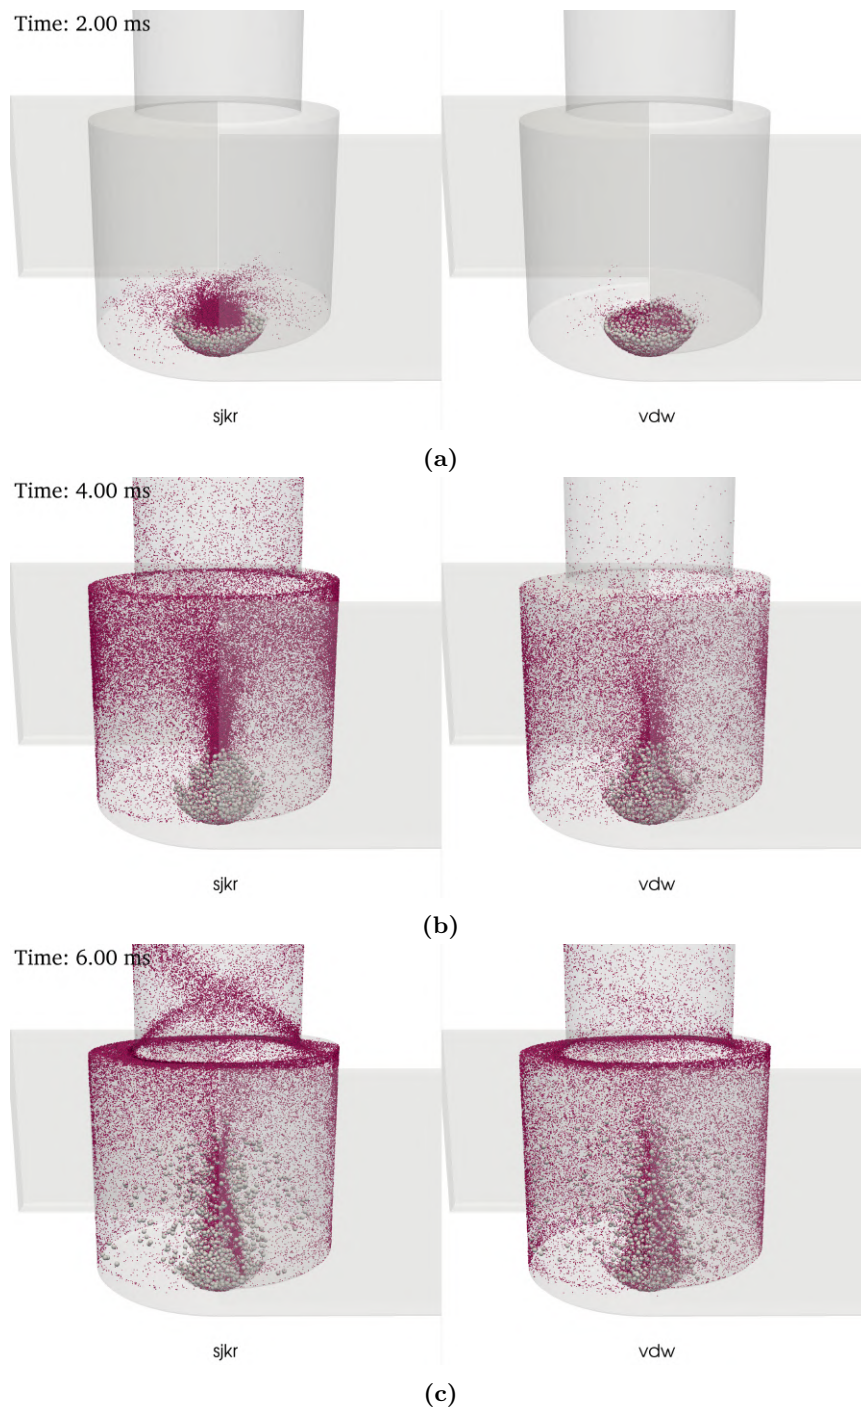 Time: 2.00 ms
sjkr
vdw
(a)
Time: 4.00 ms
sjkr
vdw
(b)
Time: 6.00 ms
sjkr
vdw
(c)